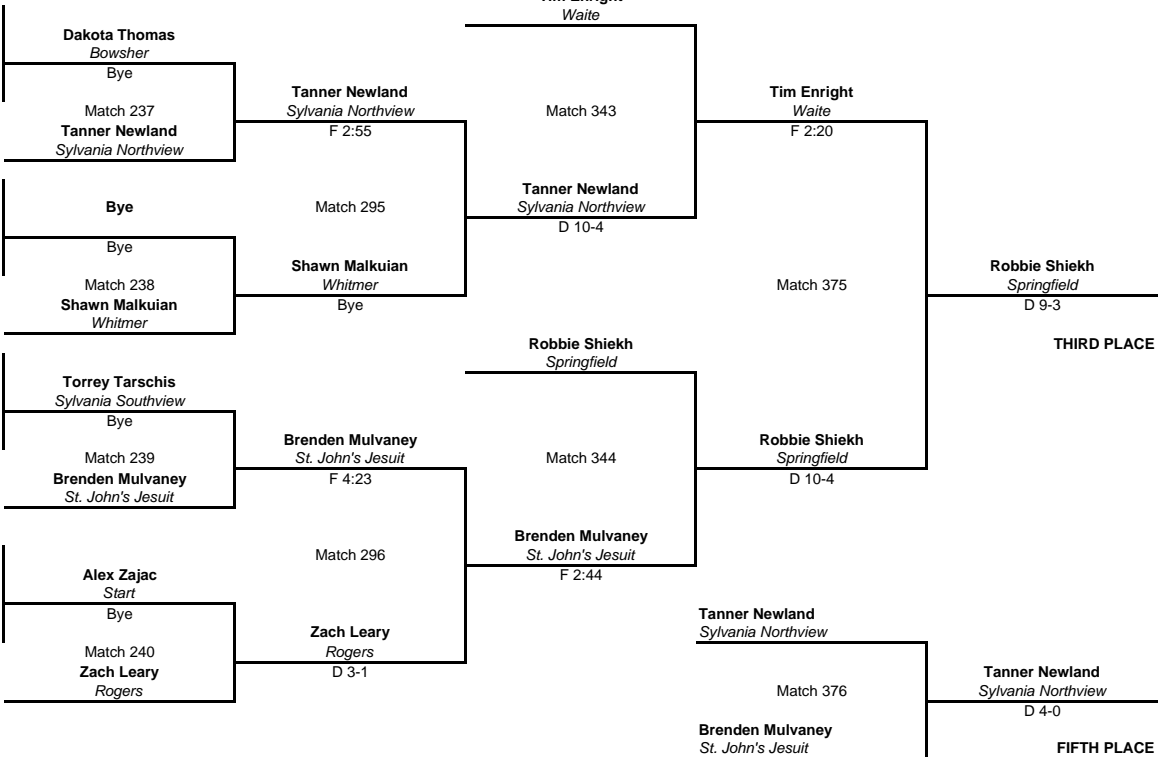 Tim Enright
Waite
Dakota Thomas
Bowsher
Bye
Match 237
Tanner Newland
Sylvania Northview
Tanner Newland
Sylvania Northview
F 2:55
Match 343
Tim Enright
Waite
F 2:20
Bye
Bye
Match 238
Shawn Malkuian
Whitmer
Match 295
Shawn Malkuian
Whitmer
Bye
Tanner Newland
Sylvania Northview
D 10-4
Match 375
Robbie Shiekh
Springfield
D 9-3
THIRD PLACE
Robbie Shiekh
Springfield
Torrey Tarschis
Sylvania Southview
Bye
Match 239
Brenden Mulvaney
St. John's Jesuit
Brenden Mulvaney
St. John's Jesuit
F 4:23
Match 344
Robbie Shiekh
Springfield
D 10-4
Match 296
Brenden Mulvaney
St. John's Jesuit
F 2:44
Alex Zajac
Start
Bye
Match 240
Zach Leary
Rogers
Zach Leary
Rogers
D 3-1
Tanner Newland
Sylvania Northview
Match 376
Brenden Mulvaney
St. John's Jesuit
Tanner Newland
Sylvania Northview
D 4-0
FIFTH PLACE